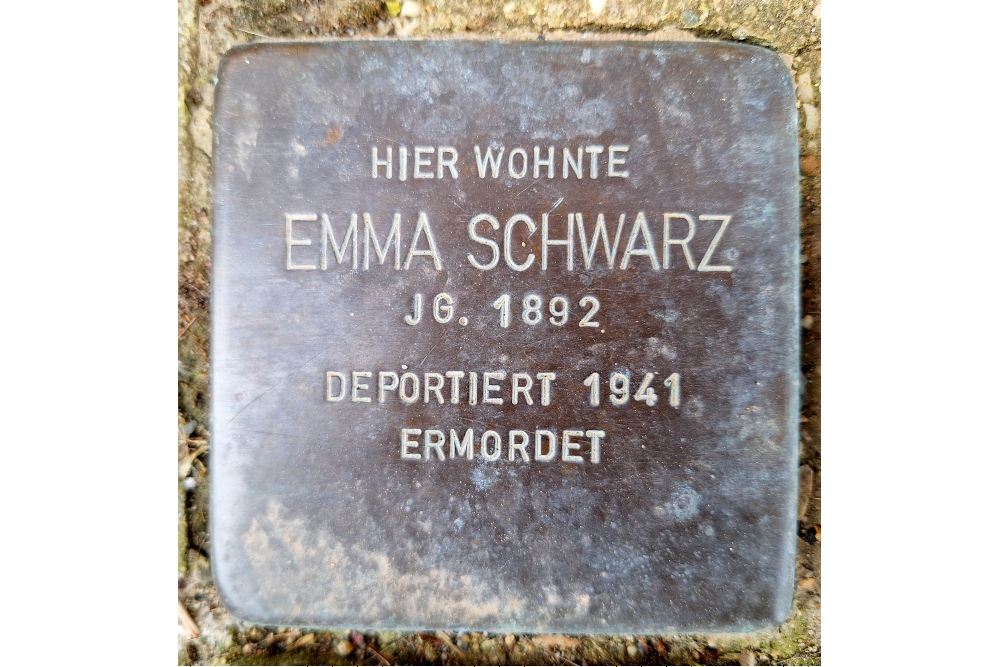 HIER WOHNTE
EMMA SCHWARZ
JG. 1892
DEPORTIERT 1941
ERMORDET